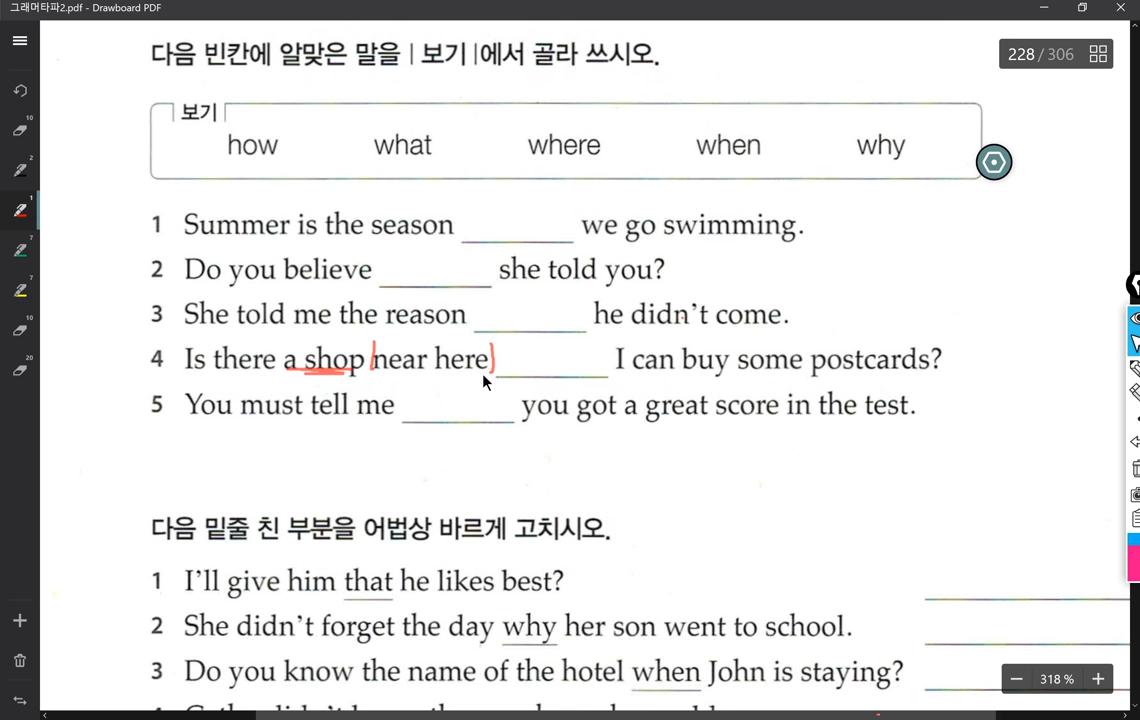 그래머타파2.pdf - Drawboard PDF
다음 빈칸에 알맞은 말을 | 보기 |에서 골라 쓰시오.
228 / 306
보기
how what where when why
1 Summer is the season ________ we go swimming.
2 Do you believe ________ she told you?
3 She told me the reason ________ he didn't come.
4 Is there a shop near here ________ I can buy some postcards?
5 You must tell me ________ you got a great score in the test.
다음 밑줄 친 부분을 어법상 바르게 고치시오.
1 I'll give him that he likes best?
2 She didn't forget the day why her son went to school.
3 Do you know the name of the hotel when John is staying?
318 %
10
2
1
7
7
10
20